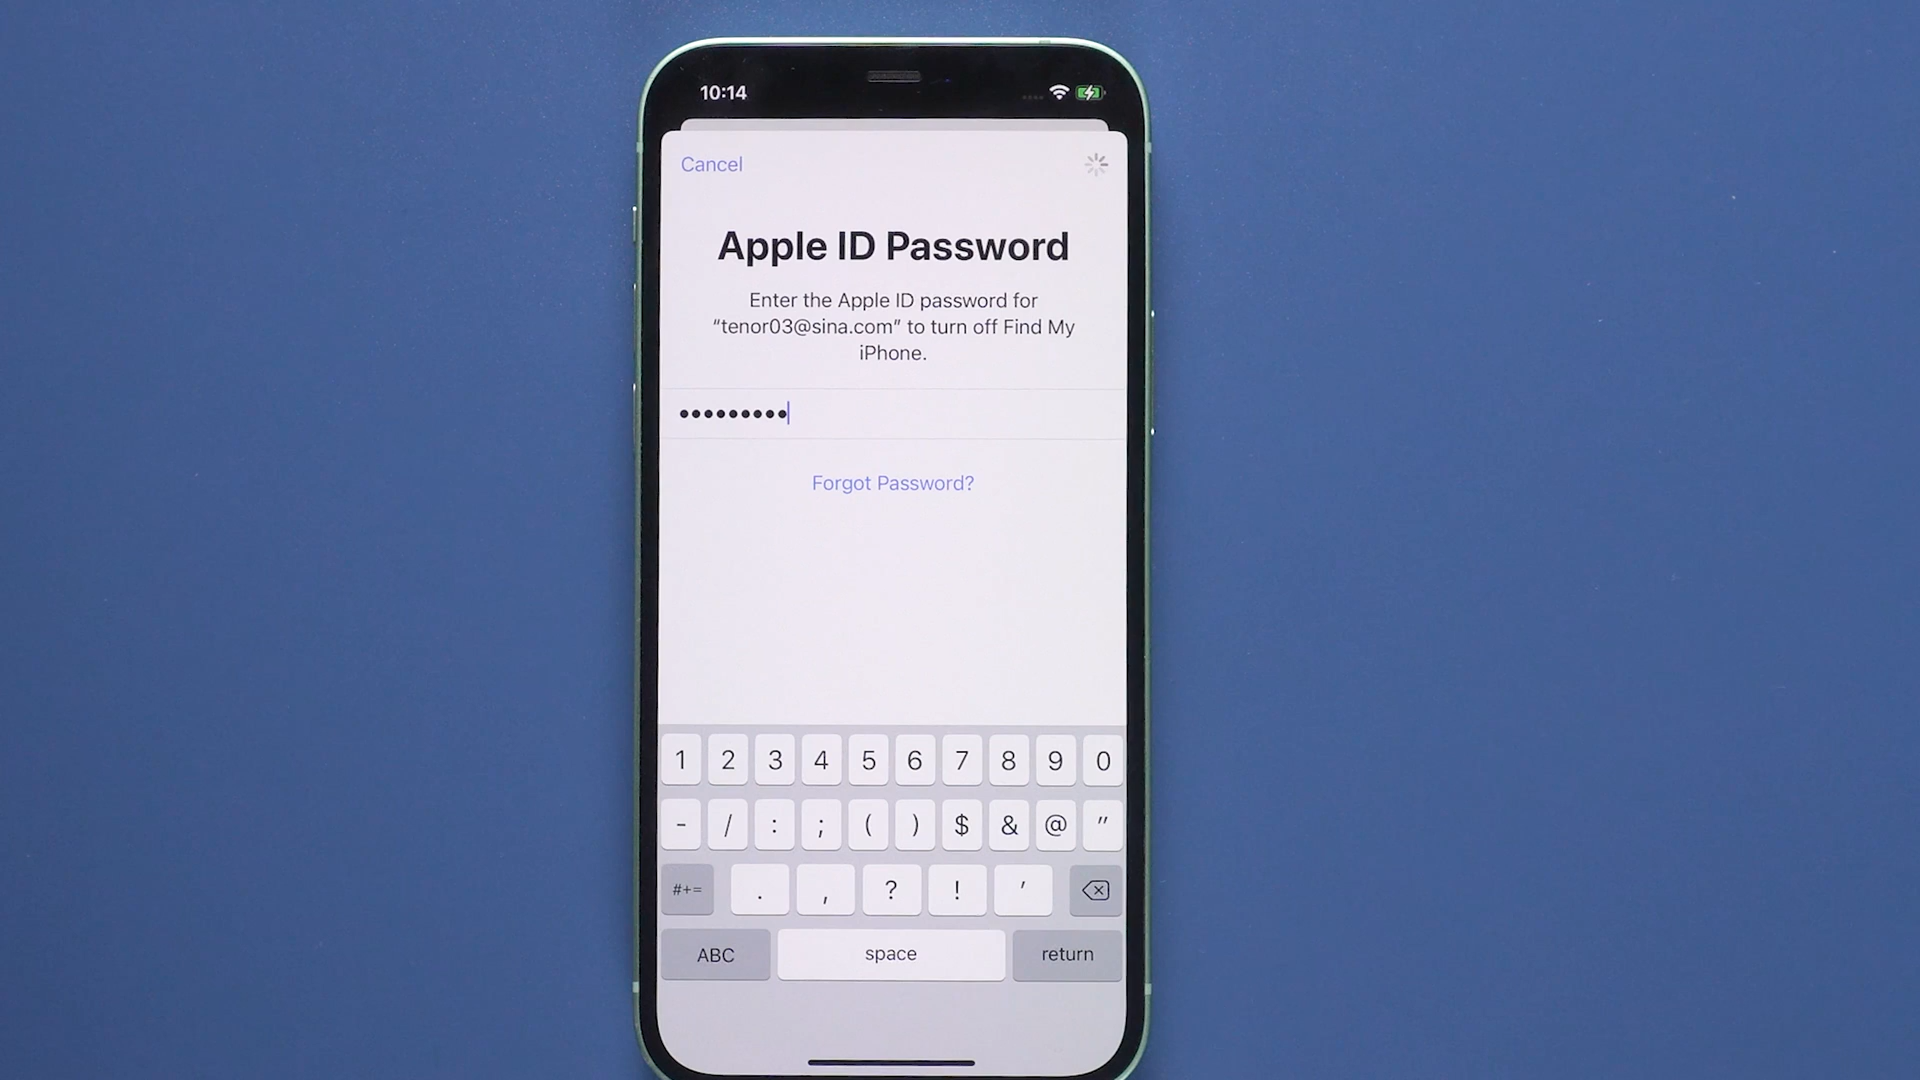 10:14
Cancel
Apple ID Password
Enter the Apple ID password for
“tenor03@sina.com” to turn off Find My
iPhone.
Forgot Password?
1 2 3 4 5 6 7 8 9 0
- / : ; ( ) $ & @ "
#+= . , ? ! '
ABC space return